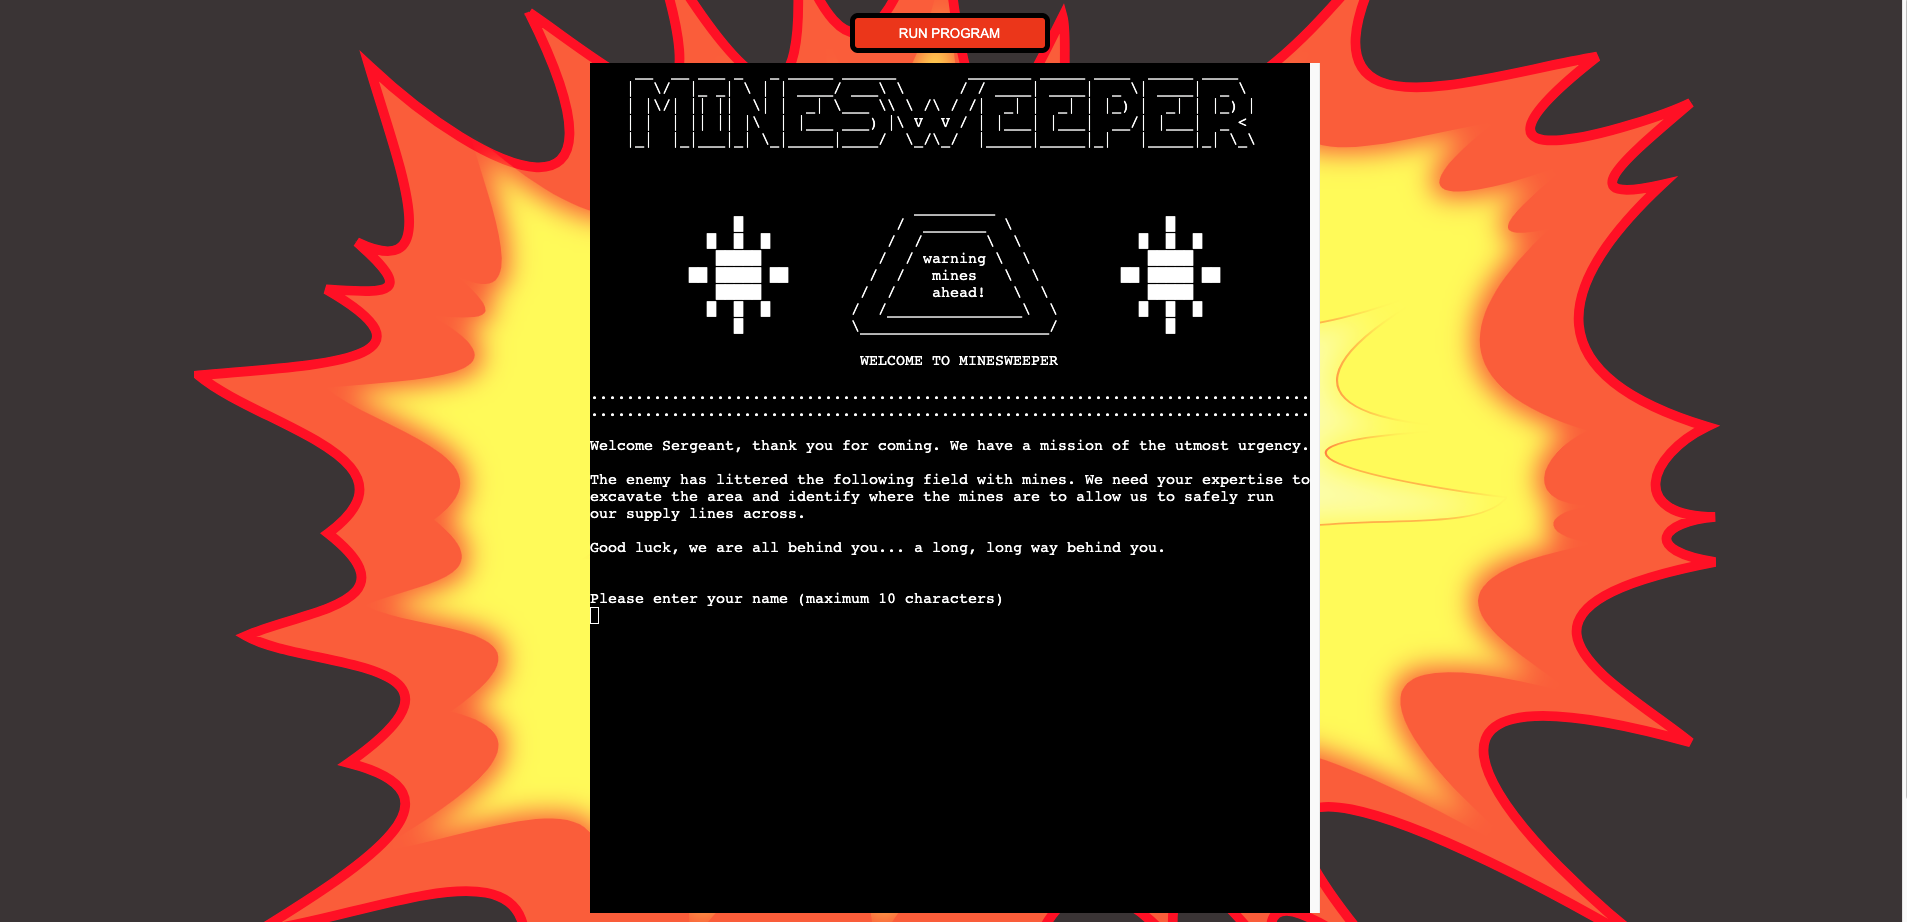 RUN PROGRAM
MINESWEEPER
warning
mines
ahead!
WELCOME TO MINESWEEPER
Welcome Sergeant, thank you for coming. We have a mission of the utmost urgency.
The enemy has littered the following field with mines. We need your expertise to
excavate the area and identify where the mines are to allow us to safely run
our supply lines across.
Good luck, we are all behind you... a long, long way behind you.
Please enter your name (maximum 10 characters)